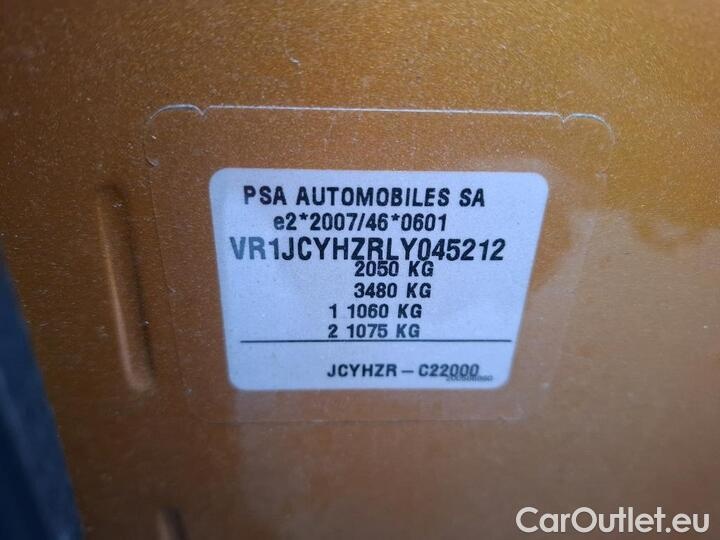 PSA AUTOMOBILES SA
e2*2007/46*0601
VR1JCYHZRLY045212
2050 KG
3480 KG
1 1060 KG
2 1075 KG
JCYHZR – C22000
CarOutlet.eu